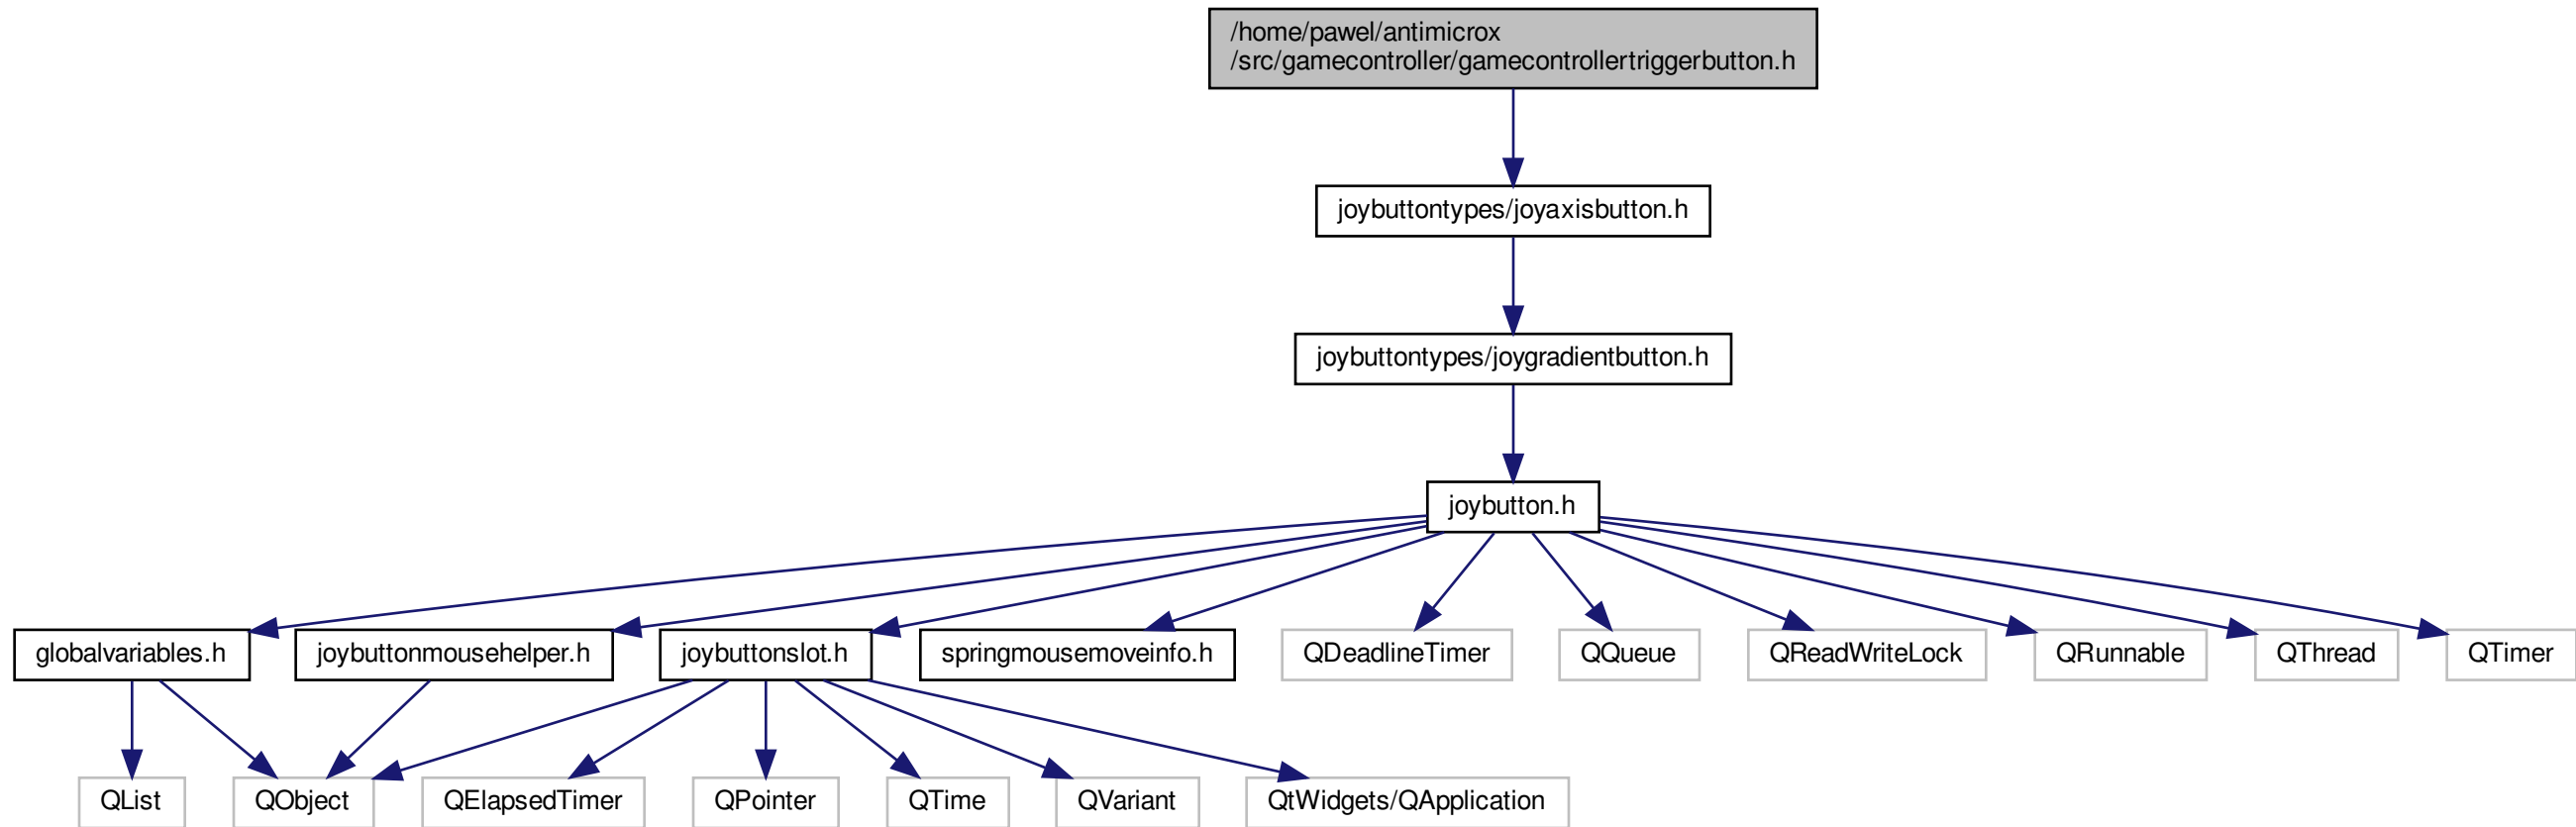 /home/pawel/antimicrox
/src/gamecontroller/gamecontrollertriggerbutton.h
joybuttontypes/joyaxisbutton.h
joybuttontypes/joygradientbutton.h
joybutton.h
globalvariables.h
joybuttonmousehelper.h
joybuttonslot.h
springmousemoveinfo.h
QDeadlineTimer
QQueue
QReadWriteLock
QRunnable
QThread
QTimer
QList
QObject
QElapsedTimer
QPointer
QTime
QVariant
QtWidgets/QApplication